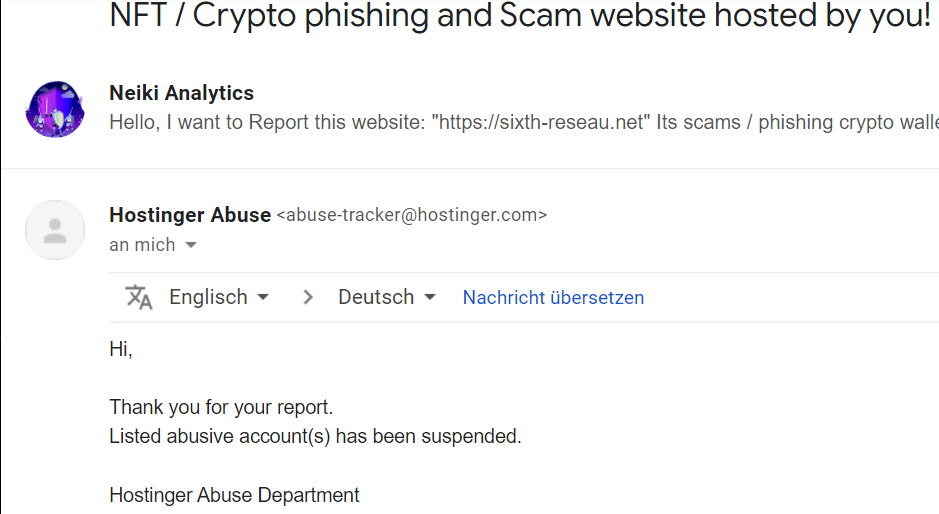 NFT / Crypto phishing and Scam website hosted by you!
Neiki Analytics
Hello, I want to Report this website: "https://sixth-reseau.net" Its scams / phishing crypto
Hostinger Abuse <abuse-tracker@hostinger.com>
an mich
Englisch > Deutsch Nachricht übersetzen
Hi,
Thank you for your report.
Listed abusive account(s) has been suspended.
Hostinger Abuse Department